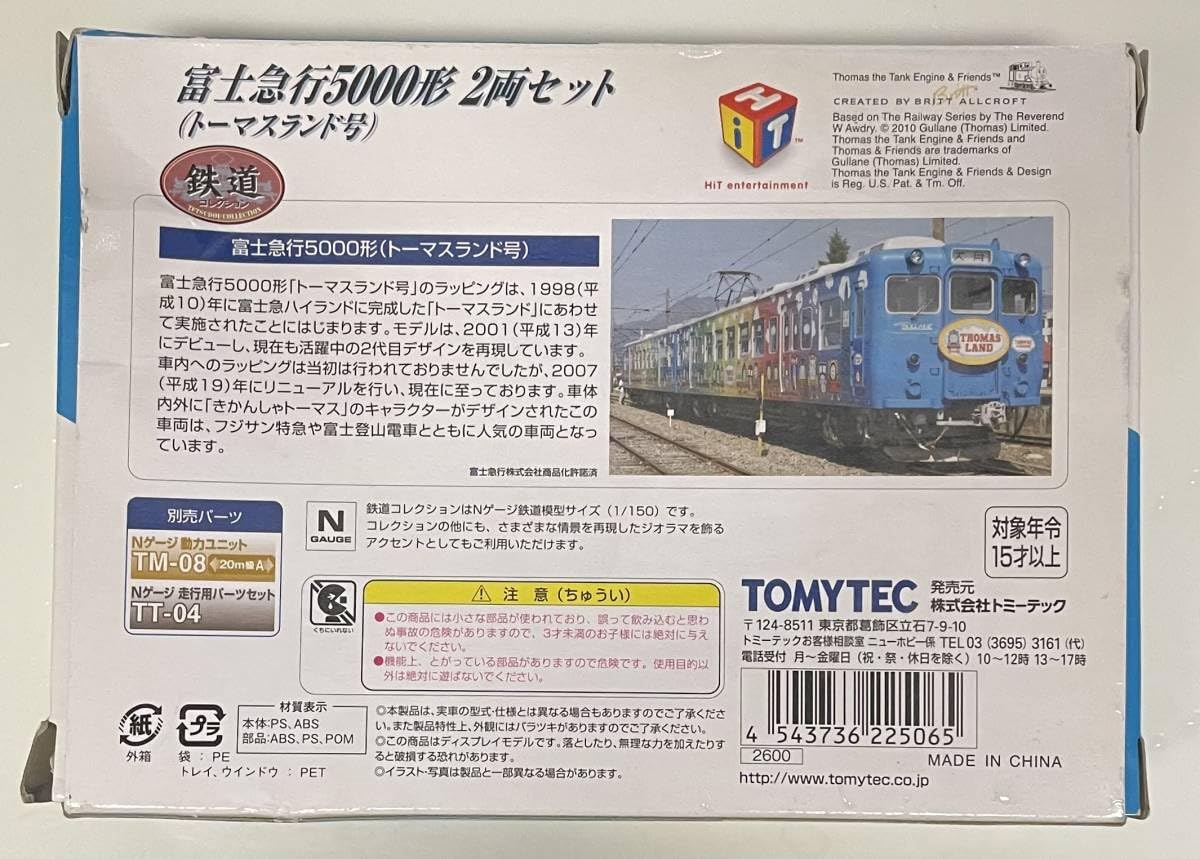 富士急行5000形 2両セット
(トーマスランド号)
鉄道
コレクション
TETSUDOU COLLECTION
HiT
™
HiT entertainment
Thomas the Tank Engine & Friends™
CREATED BY BRITT ALLCROFT
Based on The Railway Series by The Reverend
W Awdry. © 2010 Gullane (Thomas) Limited.
Thomas the Tank Engine & Friends and
Thomas & Friends are trademarks of
Gullane (Thomas) Limited.
Thomas the Tank Engine & Friends & Design
is Reg. U.S. Pat. & Tm. Off.
富士急行5000形(トーマスランド号)
富士急行5000形「トーマスランド号」のラッピングは、1998(平
成10)年に富士急ハイランドに完成した「トーマスランド」にあわせ
て実施されたことにはじまります。モデルは、2001(平成13)年
にデビューし、現在も活躍中の2代目デザインを再現しています。
車内へのラッピングは当初は行われておりませんでしたが、2007
(平成19)年にリニューアルを行い、現在に至っております。車体
内外に「きかんしゃトーマス」のキャラクターがデザインされたこの
車両は、フジサン特急や富士登山電車とともに人気の車両となっ
ています。
富士急行株式会社商品化許諾済
THOMAS
LAND
別売パーツ
Nゲージ 動力ユニット
TM-08 20m級A
Nゲージ 走行用パーツセット
TT-04
N
GAUGE
鉄道コレクションはNゲージ鉄道模型サイズ(1/150)です。
コレクションの他にも、さまざまな情景を再現したジオラマを飾る
アクセントとしてもご利用いただけます。
対象年令
15才以上
くちにいれない
⚠ 注 意 (ちゅうい)
●この商品には小さな部品が使われており、誤って飲み込むと思わ
ぬ事故の危険がありますので、3才未満のお子様には絶対に与え
ないでください。
●機能上、とがっている部品がありますので危険です。使用目的以
外は絶対に遊ばないでください。
TOMYTEC 発売元
株式会社トミーテック
〒124-8511 東京都葛飾区立石7-9-10
トミーテックお客様相談室 ニューホビー係 TEL 03 (3695) 3161 (代)
電話受付 月〜金曜日(祝・祭・休日を除く) 10〜12時 13〜17時
紙
外箱
プラ
袋 : PE
トレイ、ウインドウ : PET
材質表示
本体:PS、ABS
部品:ABS、PS、POM
◎本製品は、実車の型式・仕様とは異なる場合もありますのでご了承くださ
い。また製品特性上、外観にはバラツキがありますのでご了承ください。
◎この商品はディスプレイモデルです。落としたり、無理な力を加えたりす
ると破損する恐れがあります。
◎イラスト・写真は製品と一部異なる場合があります。
4 543736 225065
2600
MADE IN CHINA
http://www.tomytec.co.jp